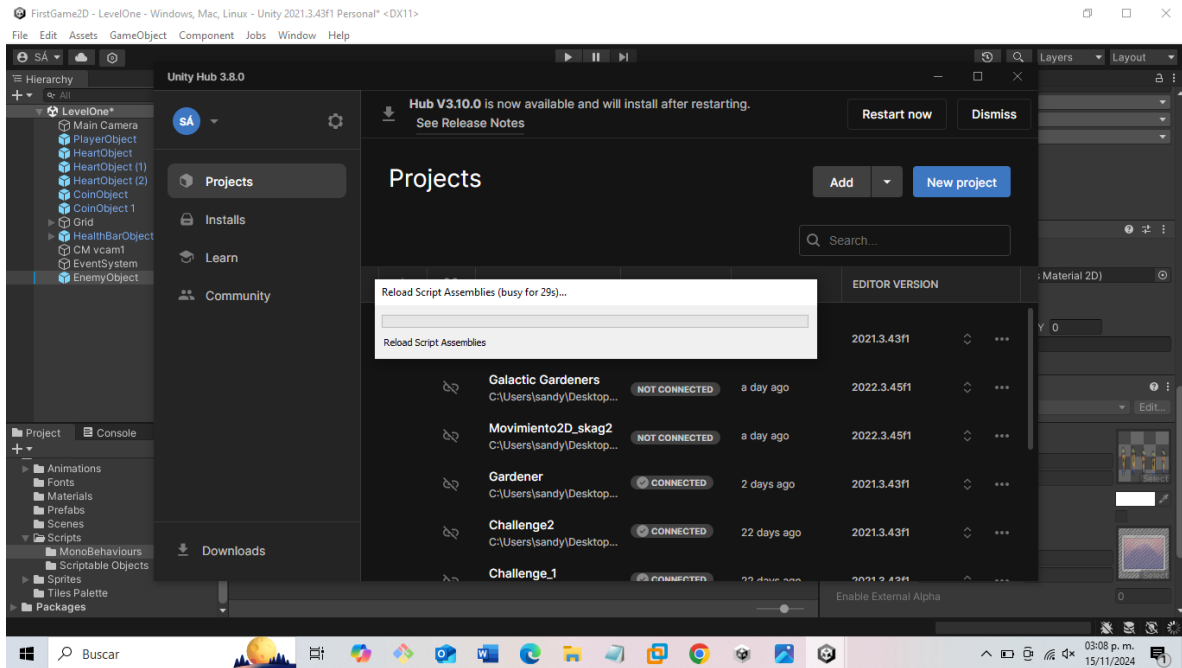 FirstGame2D - LevelOne - Windows, Mac, Linux - Unity 2021.3.43f1 Personal* <DX11>
File Edit Assets GameObject Component Jobs Window Help
SÁ Layers Layout
Hierarchy
All
LevelOne*
Main Camera
PlayerObject
HeartObject
HeartObject (1)
HeartObject (2)
CoinObject
CoinObject 1
Grid
HealthBarObject
CM vcam1
EventSystem
EnemyObject
Project Console
Animations
Fonts
Materials
Prefabs
Scenes
Scripts
MonoBehaviours
Scriptable Objects
Sprites
Tiles Palette
Packages
Unity Hub 3.8.0
SÁ
Projects
Installs
Learn
Community
Downloads
Hub V3.10.0 is now available and will install after restarting.
See Release Notes
Restart now Dismiss
Projects
Add New project
Search...
EDITOR VERSION
Reload Script Assemblies (busy for 29s)...
Reload Script Assemblies
2021.3.43f1
Galactic Gardeners NOT CONNECTED a day ago 2022.3.45f1
C:\Users\sandy\Desktop...
Movimiento2D_skag2 NOT CONNECTED a day ago 2022.3.45f1
C:\Users\sandy\Desktop...
Gardener CONNECTED 2 days ago 2021.3.43f1
C:\Users\sandy\Desktop...
Challenge2 CONNECTED 22 days ago 2021.3.43f1
C:\Users\sandy\Desktop...
Challenge_1 CONNECTED 22 days ago 2021.3.43f1
Material 2D)
Y 0
Edit...
Select
Select
Enable External Alpha 0
Buscar
03:08 p. m.
15/11/2024